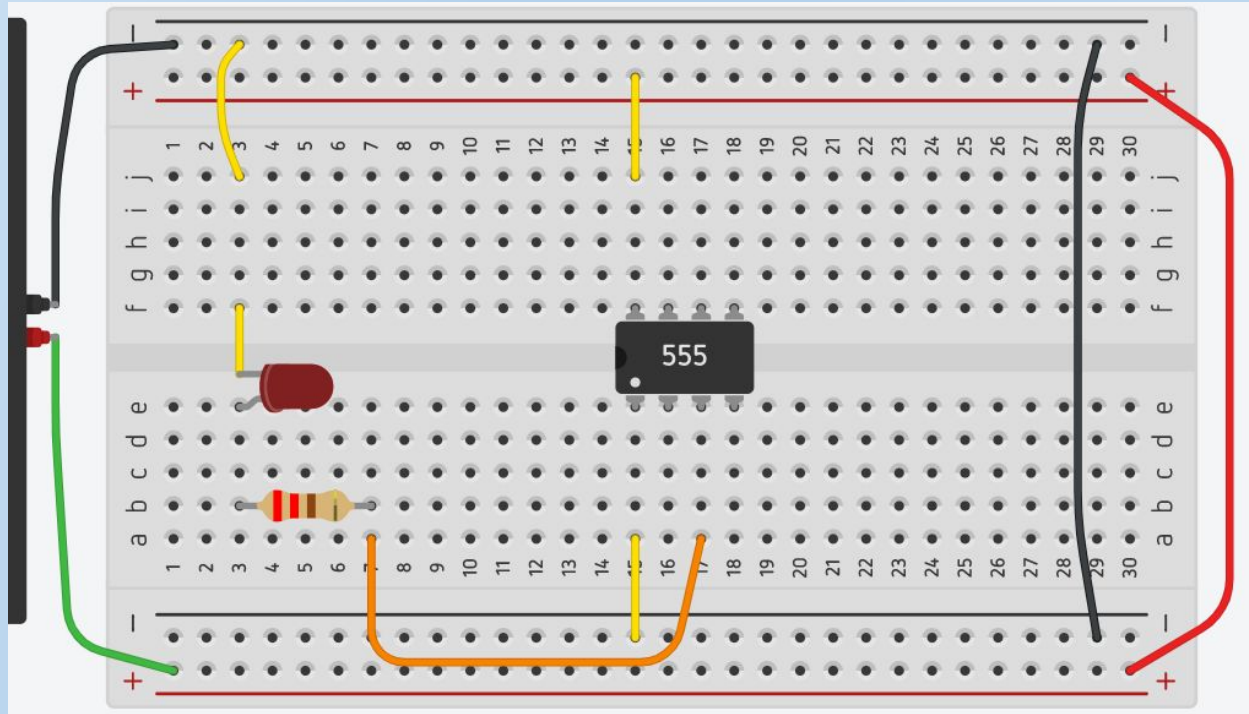 − −
+ +
1 2 3 4 5 6 7 8 9 10 11 12 13 14 15 16 17 18 19 20 21 22 23 24 25 26 27 28 29 30
j j
i i
h h
g g
f f
555
e e
d d
c c
b b
a a
1 2 3 4 5 6 7 8 9 10 11 12 13 14 15 16 17 18 19 20 21 22 23 24 25 26 27 28 29 30
− −
+ +